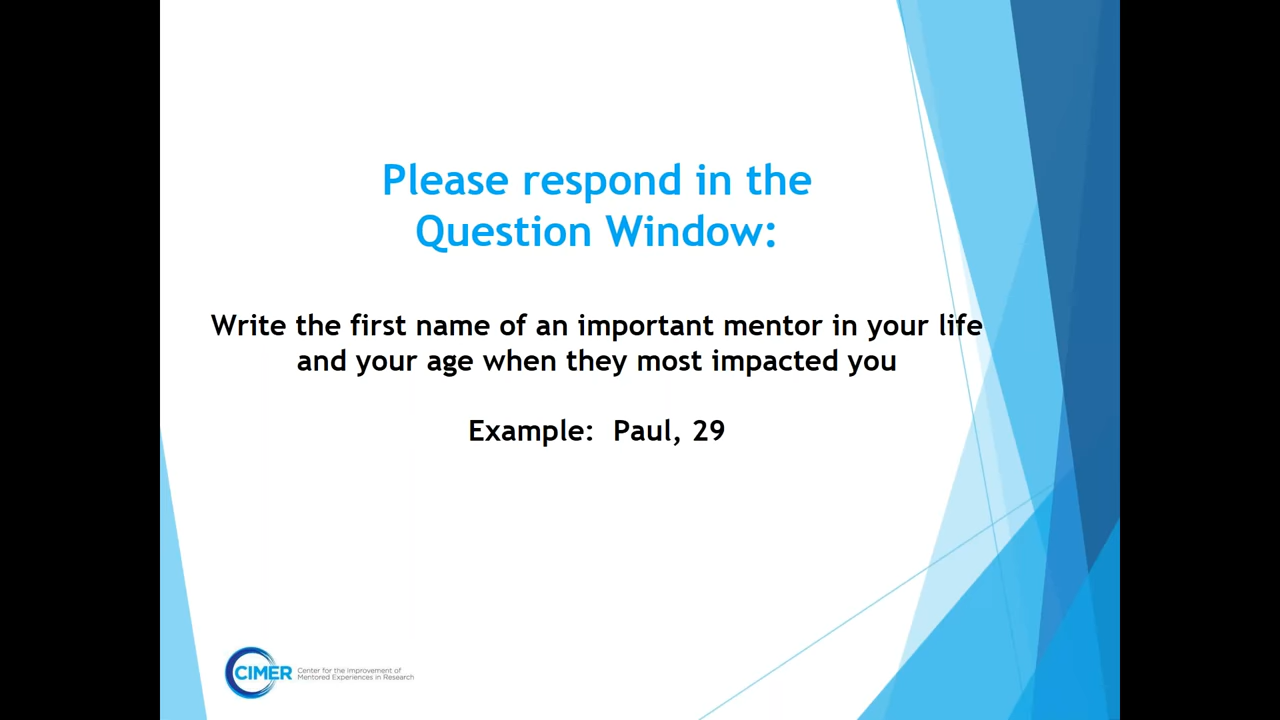 Please respond in the
Question Window:
Write the first name of an important mentor in your life
and your age when they most impacted you
Example: Paul, 29
CIMER
Center for the Improvement of
Mentored Experiences in Research